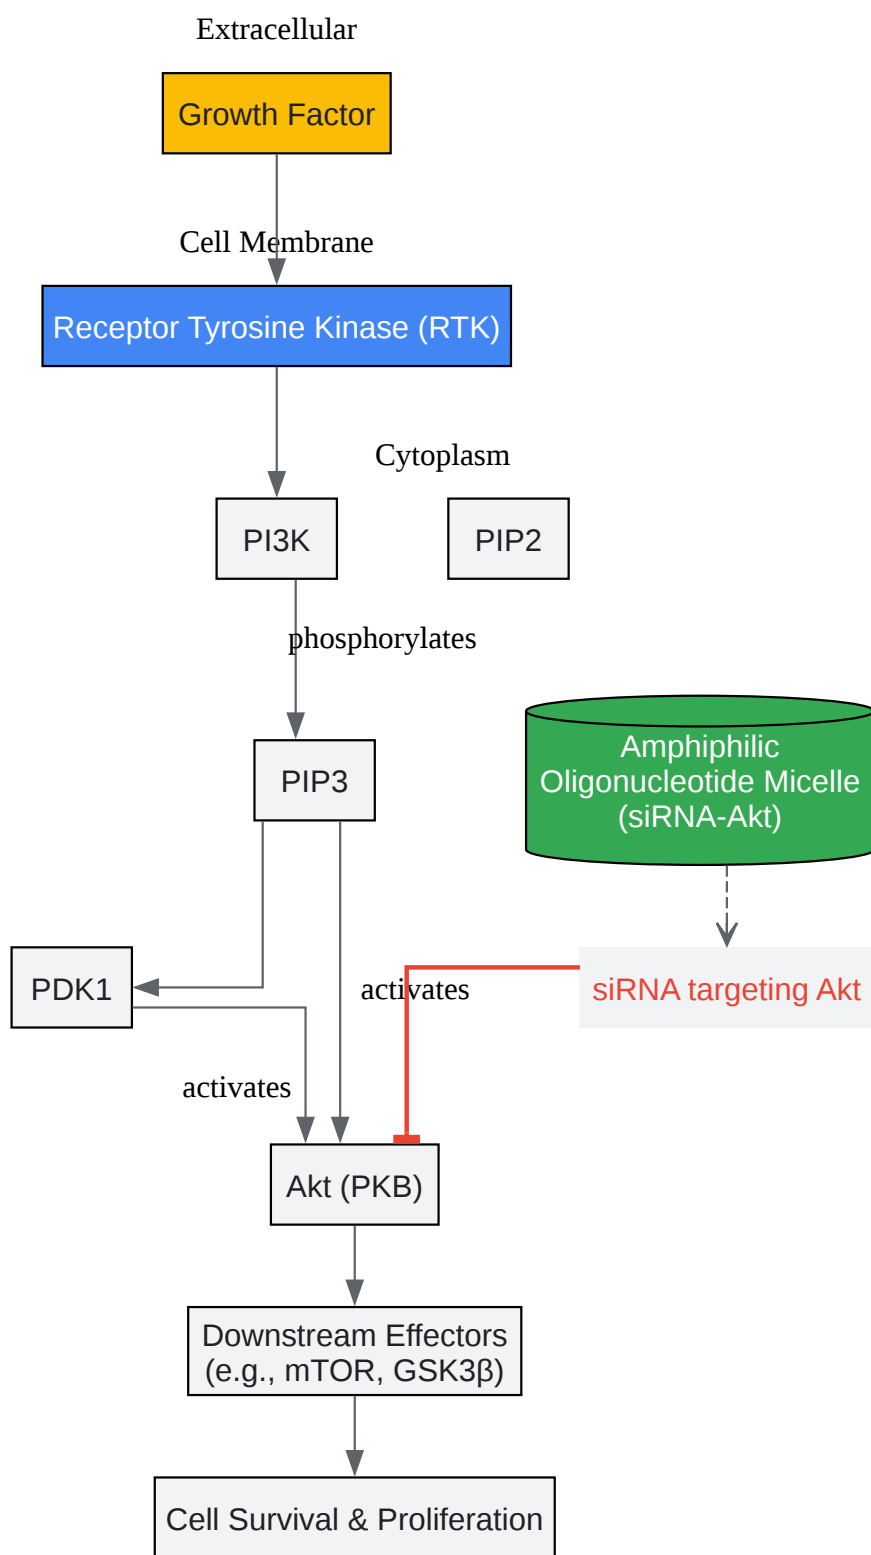 Extracellular
Growth Factor
Cell Membrane
Receptor Tyrosine Kinase (RTK)
Cytoplasm
PI3K
PIP2
phosphorylates
Amphiphilic
Oligonucleotide Micelle
(siRNA-Akt)
PIP3
PDK1
activates
siRNA targeting Akt
activates
Akt (PKB)
Downstream Effectors
(e.g., mTOR, GSK3β)
Cell Survival & Proliferation